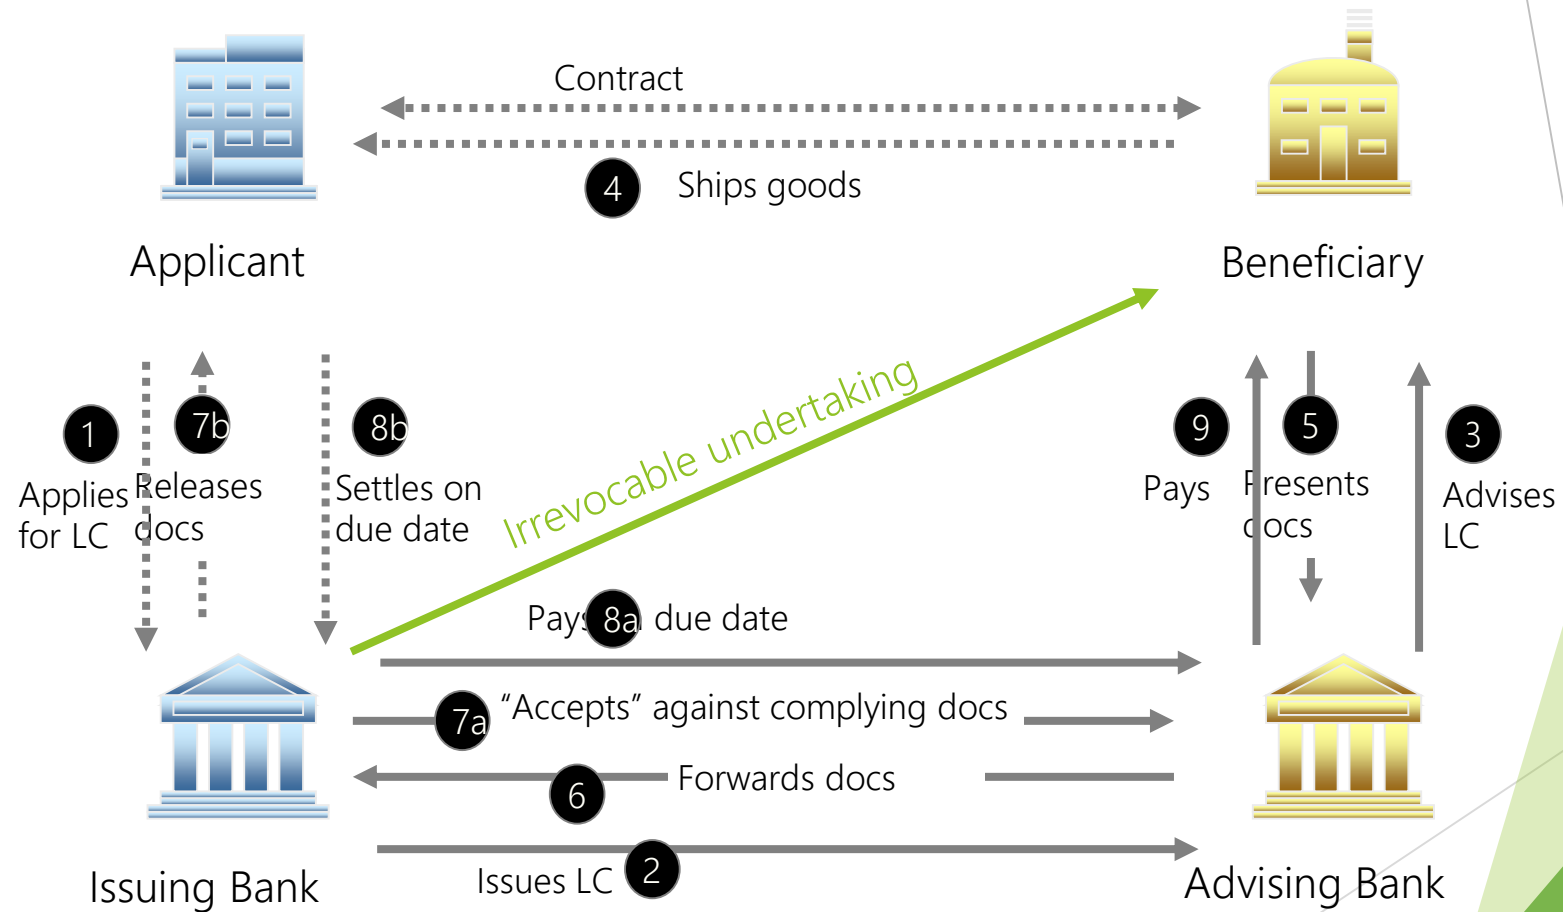 Contract
4
Ships goods
Applicant
Beneficiary
Irrevocable undertaking
1
7b
8b
9
5
3
Applies
for LC
Releases
docs
Settles on
due date
Pays
Presents
docs
Advises
LC
Pays
8a
due date
7a
"Accepts" against complying docs
6
Forwards docs
Issues LC
2
Issuing Bank
Advising Bank